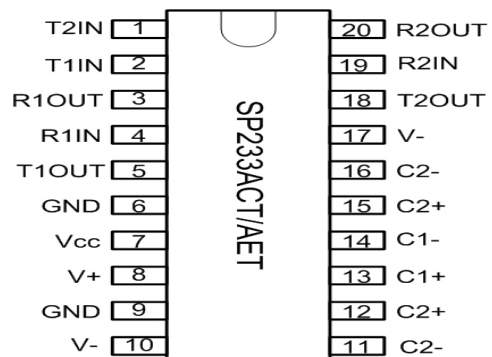 T2IN 1 20 R2OUT
T1IN 2 19 R2IN
R1OUT 3 18 T2OUT
R1IN 4 17 V-
T1OUT 5 16 C2-
GND 6 15 C2+
Vcc 7 14 C1-
V+ 8 13 C1+
GND 9 12 C2+
V- 10 11 C2-
SP233ACT/AET